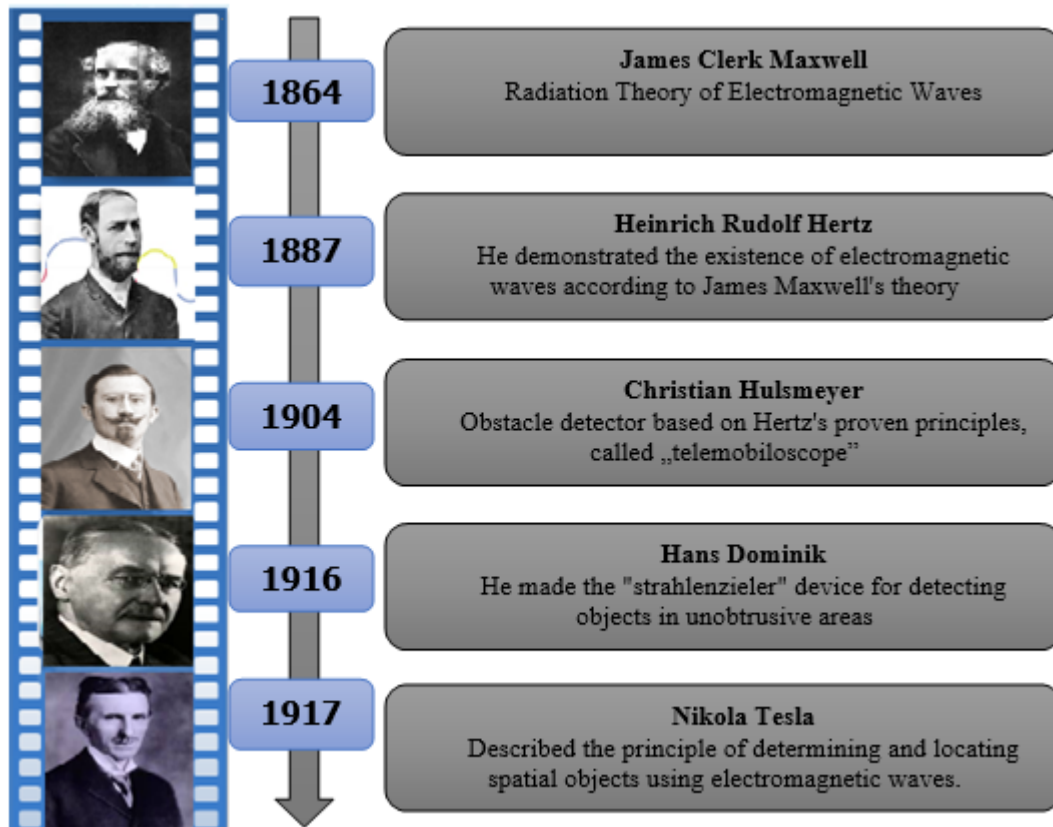 1864
James Clerk Maxwell
Radiation Theory of Electromagnetic Waves
1887
Heinrich Rudolf Hertz
He demonstrated the existence of electromagnetic
waves according to James Maxwell's theory
1904
Christian Hulsmeyer
Obstacle detector based on Hertz's proven principles,
called „telemobiloscope”
1916
Hans Dominik
He made the "strahlenzieler" device for detecting
objects in unobtrusive areas
1917
Nikola Tesla
Described the principle of determining and locating
spatial objects using electromagnetic waves.